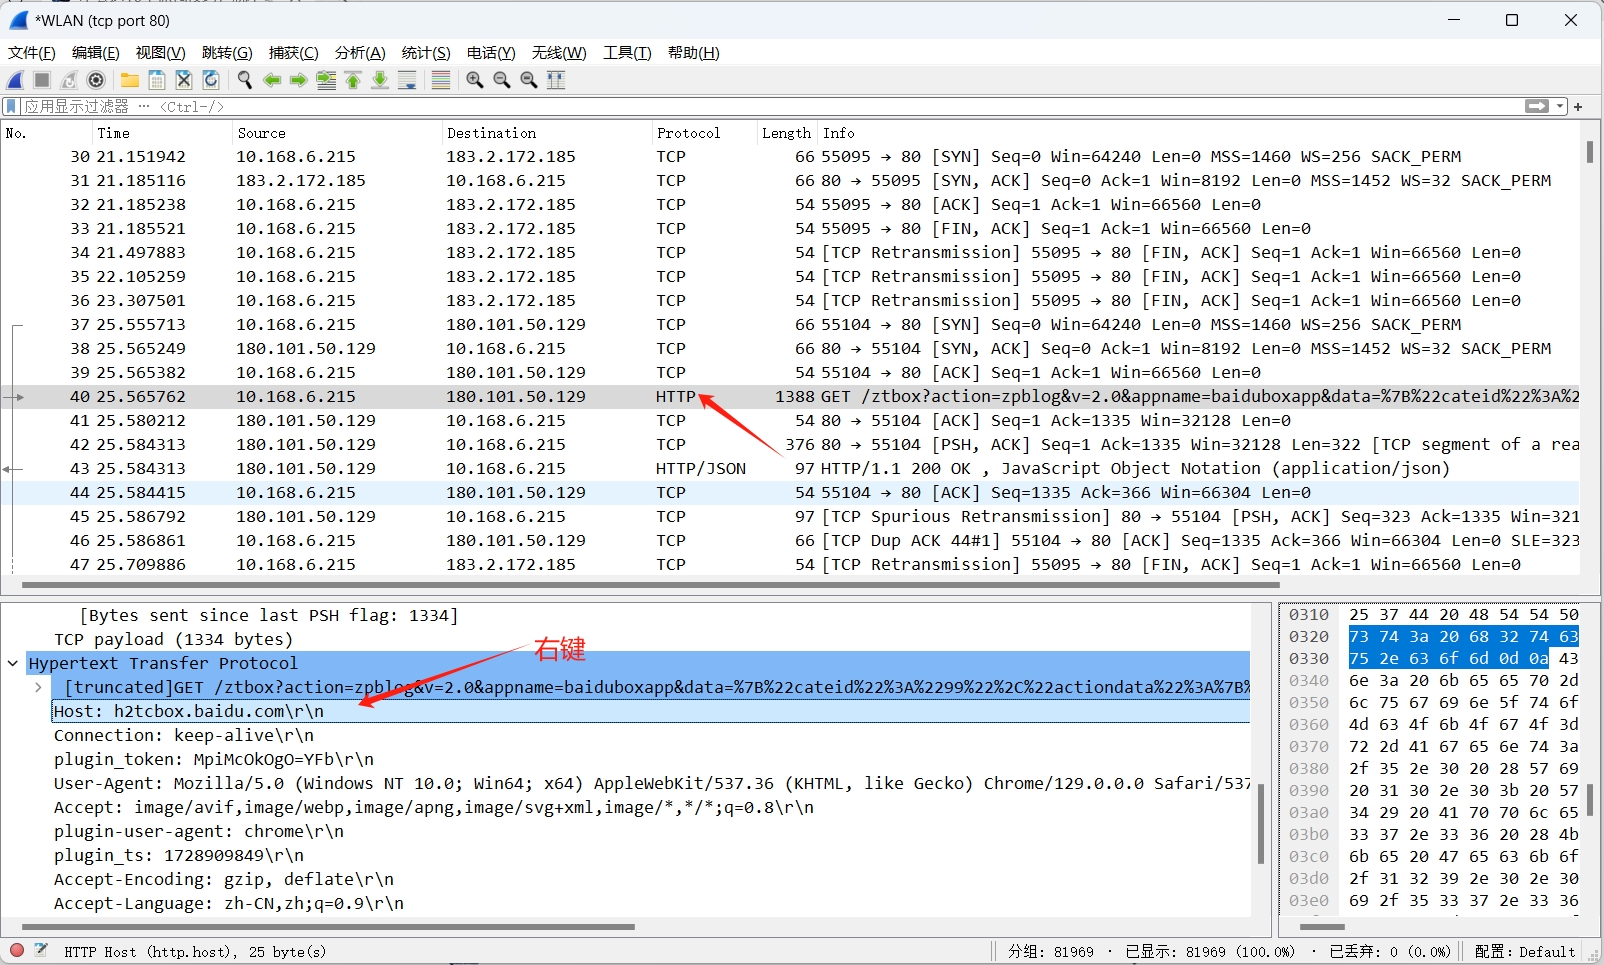 *WLAN (tcp port 80)
文件(F) 编辑(E) 视图(V) 跳转(G) 捕获(C) 分析(A) 统计(S) 电话(Y) 无线(W) 工具(T) 帮助(H)
应用显示过滤器 … <Ctrl-/>
No. Time Source Destination Protocol Length Info
30 21.151942 10.168.6.215 183.2.172.185 TCP 66 55095 → 80 [SYN] Seq=0 Win=64240 Len=0 MSS=1460 WS=256 SACK_PERM
31 21.185116 183.2.172.185 10.168.6.215 TCP 66 80 → 55095 [SYN, ACK] Seq=0 Ack=1 Win=8192 Len=0 MSS=1452 WS=32 SACK_PERM
32 21.185238 10.168.6.215 183.2.172.185 TCP 54 55095 → 80 [ACK] Seq=1 Ack=1 Win=66560 Len=0
33 21.185521 10.168.6.215 183.2.172.185 TCP 54 55095 → 80 [FIN, ACK] Seq=1 Ack=1 Win=66560 Len=0
34 21.497883 10.168.6.215 183.2.172.185 TCP 54 [TCP Retransmission] 55095 → 80 [FIN, ACK] Seq=1 Ack=1 Win=66560 Len=0
35 22.105259 10.168.6.215 183.2.172.185 TCP 54 [TCP Retransmission] 55095 → 80 [FIN, ACK] Seq=1 Ack=1 Win=66560 Len=0
36 23.307501 10.168.6.215 183.2.172.185 TCP 54 [TCP Retransmission] 55095 → 80 [FIN, ACK] Seq=1 Ack=1 Win=66560 Len=0
37 25.555713 10.168.6.215 180.101.50.129 TCP 66 55104 → 80 [SYN] Seq=0 Win=64240 Len=0 MSS=1460 WS=256 SACK_PERM
38 25.565249 180.101.50.129 10.168.6.215 TCP 66 80 → 55104 [SYN, ACK] Seq=0 Ack=1 Win=8192 Len=0 MSS=1452 WS=32 SACK_PERM
39 25.565382 10.168.6.215 180.101.50.129 TCP 54 55104 → 80 [ACK] Seq=1 Ack=1 Win=66560 Len=0
40 25.565762 10.168.6.215 180.101.50.129 HTTP 1388 GET /ztbox?action=zpblog&v=2.0&appname=baiduboxapp&data=%7B%22cateid%22%3A%2
41 25.580212 180.101.50.129 10.168.6.215 TCP 54 80 → 55104 [ACK] Seq=1 Ack=1335 Win=32128 Len=0
42 25.584313 180.101.50.129 10.168.6.215 TCP 376 80 → 55104 [PSH, ACK] Seq=1 Ack=1335 Win=32128 Len=322 [TCP segment of a rea
43 25.584313 180.101.50.129 10.168.6.215 HTTP/JSON 97 HTTP/1.1 200 OK , JavaScript Object Notation (application/json)
44 25.584415 10.168.6.215 180.101.50.129 TCP 54 55104 → 80 [ACK] Seq=1335 Ack=366 Win=66304 Len=0
45 25.586792 180.101.50.129 10.168.6.215 TCP 97 [TCP Spurious Retransmission] 80 → 55104 [PSH, ACK] Seq=323 Ack=1335 Win=321
46 25.586861 10.168.6.215 180.101.50.129 TCP 66 [TCP Dup ACK 44#1] 55104 → 80 [ACK] Seq=1335 Ack=366 Win=66304 Len=0 SLE=323
47 25.709886 10.168.6.215 183.2.172.185 TCP 54 [TCP Retransmission] 55095 → 80 [FIN, ACK] Seq=1 Ack=1 Win=66560 Len=0
[Bytes sent since last PSH flag: 1334]
TCP payload (1334 bytes)
右键
Hypertext Transfer Protocol
[truncated]GET /ztbox?action=zpblog&v=2.0&appname=baiduboxapp&data=%7B%22cateid%22%3A%2299%22%2C%22actiondata%22%3A%7B%
Host: h2tcbox.baidu.com\r\n
Connection: keep-alive\r\n
plugin_token: MpiMcOkOgO=YFb\r\n
User-Agent: Mozilla/5.0 (Windows NT 10.0; Win64; x64) AppleWebKit/537.36 (KHTML, like Gecko) Chrome/129.0.0.0 Safari/537
Accept: image/avif,image/webp,image/apng,image/svg+xml,image/*,*/*;q=0.8\r\n
plugin-user-agent: chrome\r\n
plugin_ts: 1728909849\r\n
Accept-Encoding: gzip, deflate\r\n
Accept-Language: zh-CN,zh;q=0.9\r\n
0310 25 37 44 20 48 54 54 50
0320 73 74 3a 20 68 32 74 63
0330 75 2e 63 6f 6d 0d 0a 43
0340 6e 3a 20 6b 65 65 70 2d
0350 6c 75 67 69 6e 5f 74 6f
0360 4d 63 4f 6b 4f 67 4f 3d
0370 72 2d 41 67 65 6e 74 3a
0380 2f 35 2e 30 20 28 57 69
0390 20 31 30 2e 30 3b 20 57
03a0 34 29 20 41 70 70 6c 65
03b0 33 37 2e 33 36 20 28 4b
03c0 6b 65 20 47 65 63 6b 6f
03d0 2f 31 32 39 2e 30 2e 30
03e0 69 2f 35 33 37 2e 33 36
HTTP Host (http.host), 25 byte(s)
分组: 81969 · 已显示: 81969 (100.0%) · 已丢弃: 0 (0.0%)
配置: Default